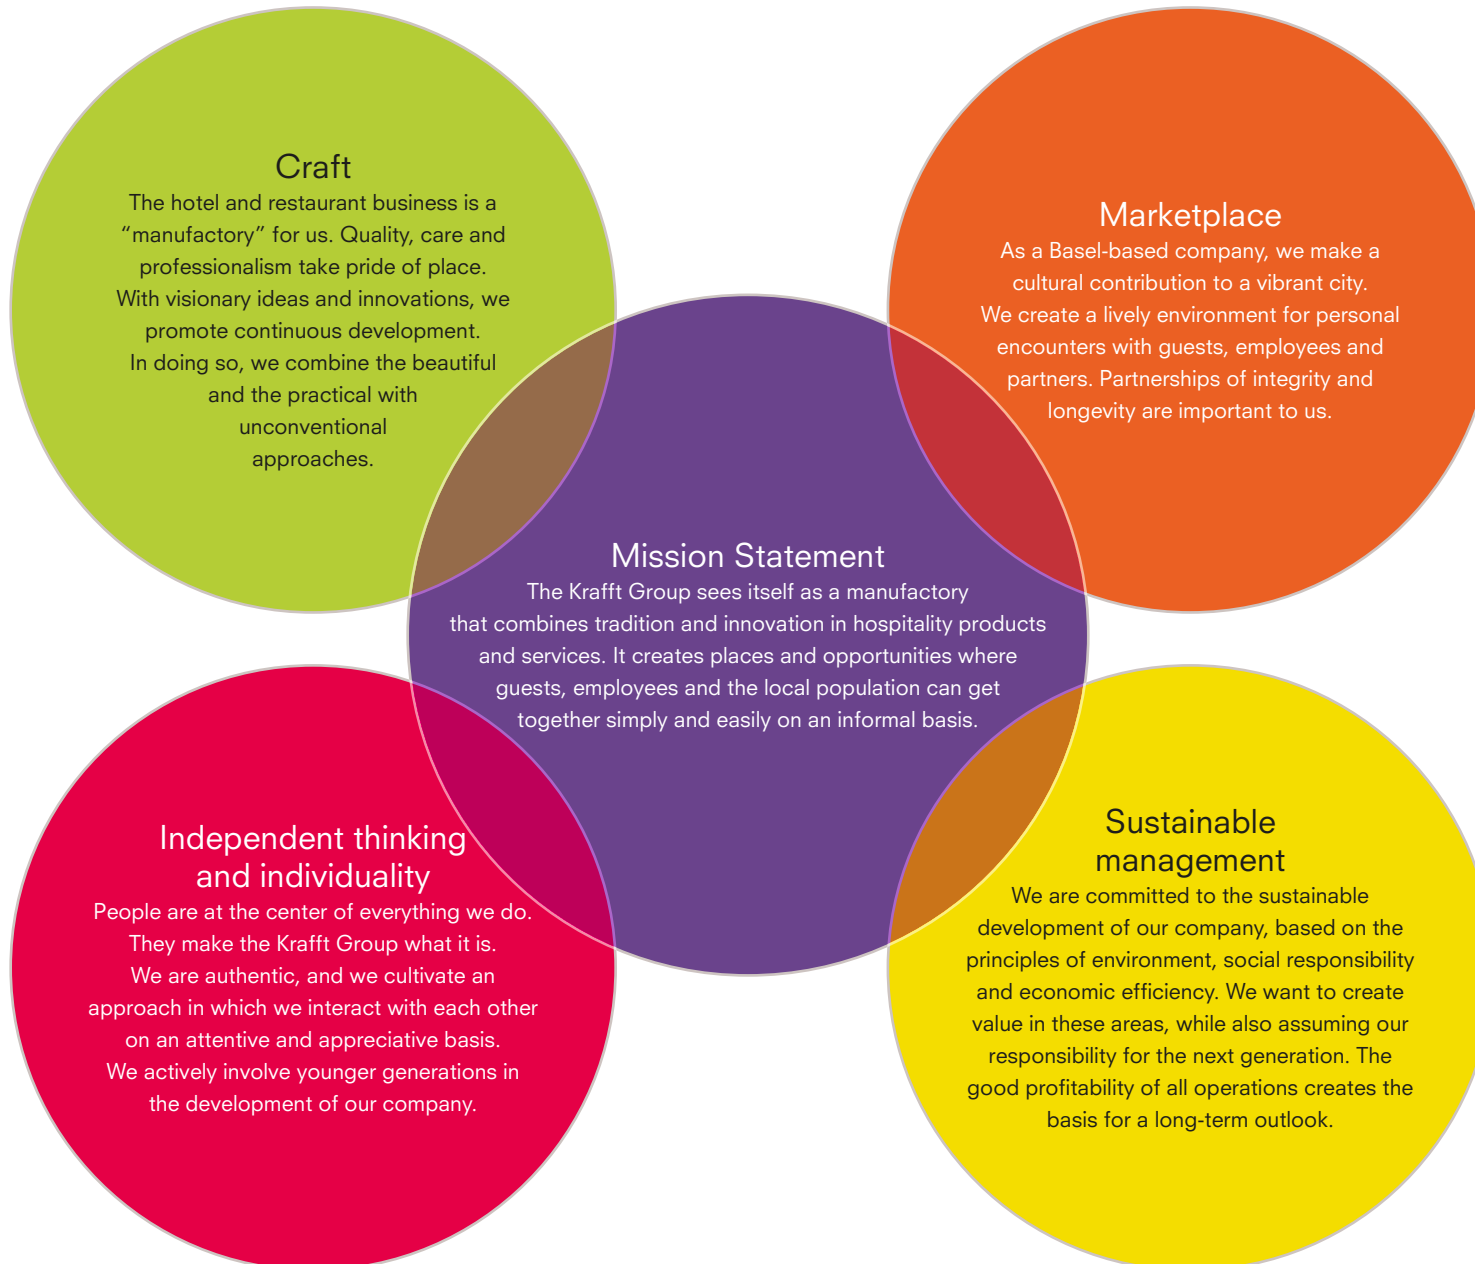 Craft
The hotel and restaurant business is a
“manufactory” for us. Quality, care and
professionalism take pride of place.
With visionary ideas and innovations, we
promote continuous development.
In doing so, we combine the beautiful
and the practical with
unconventional
approaches.
Marketplace
As a Basel-based company, we make a
cultural contribution to a vibrant city.
We create a lively environment for personal
encounters with guests, employees and
partners. Partnerships of integrity and
longevity are important to us.
Mission Statement
The Krafft Group sees itself as a manufactory
that combines tradition and innovation in hospitality products
and services. It creates places and opportunities where
guests, employees and the local population can get
together simply and easily on an informal basis.
Independent thinking
and individuality
People are at the center of everything we do.
They make the Krafft Group what it is.
We are authentic, and we cultivate an
approach in which we interact with each other
on an attentive and appreciative basis.
We actively involve younger generations in
the development of our company.
Sustainable
management
We are committed to the sustainable
development of our company, based on the
principles of environment, social responsibility
and economic efficiency. We want to create
value in these areas, while also assuming our
responsibility for the next generation. The
good profitability of all operations creates the
basis for a long-term outlook.